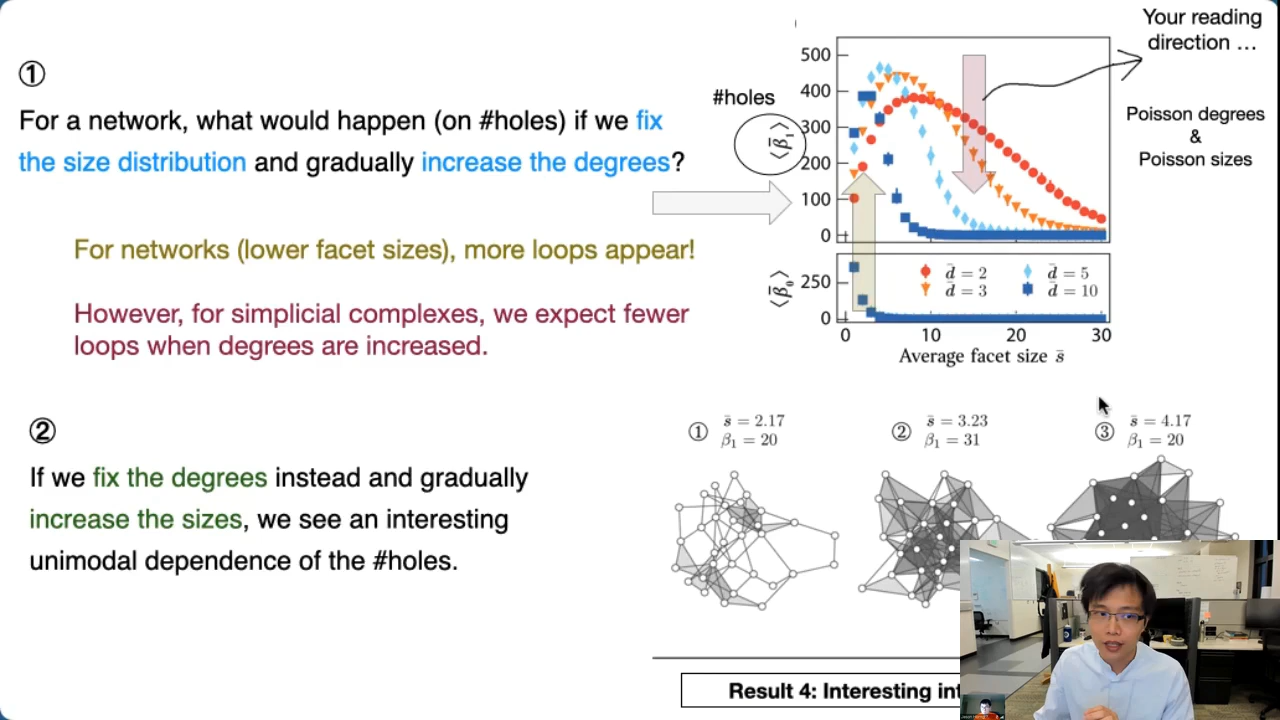 ①
For a network, what would happen (on #holes) if we fix
the size distribution and gradually increase the degrees?
For networks (lower facet sizes), more loops appear!
However, for simplicial complexes, we expect fewer
loops when degrees are increased.
②
If we fix the degrees instead and gradually
increase the sizes, we see an interesting
unimodal dependence of the #holes.
Your reading
direction …
#holes
⟨β̄₁⟩
500
400
300
200
100
0
Poisson degrees
&
Poisson sizes
⟨β̄₀⟩
250
0
d̄ = 2
d̄ = 5
d̄ = 3
d̄ = 10
0 10 20 30
Average facet size s̄
① s̄ = 2.17
β₁ = 20
② s̄ = 3.23
β₁ = 31
③ s̄ = 4.17
β₁ = 20
Result 4: Interesting int